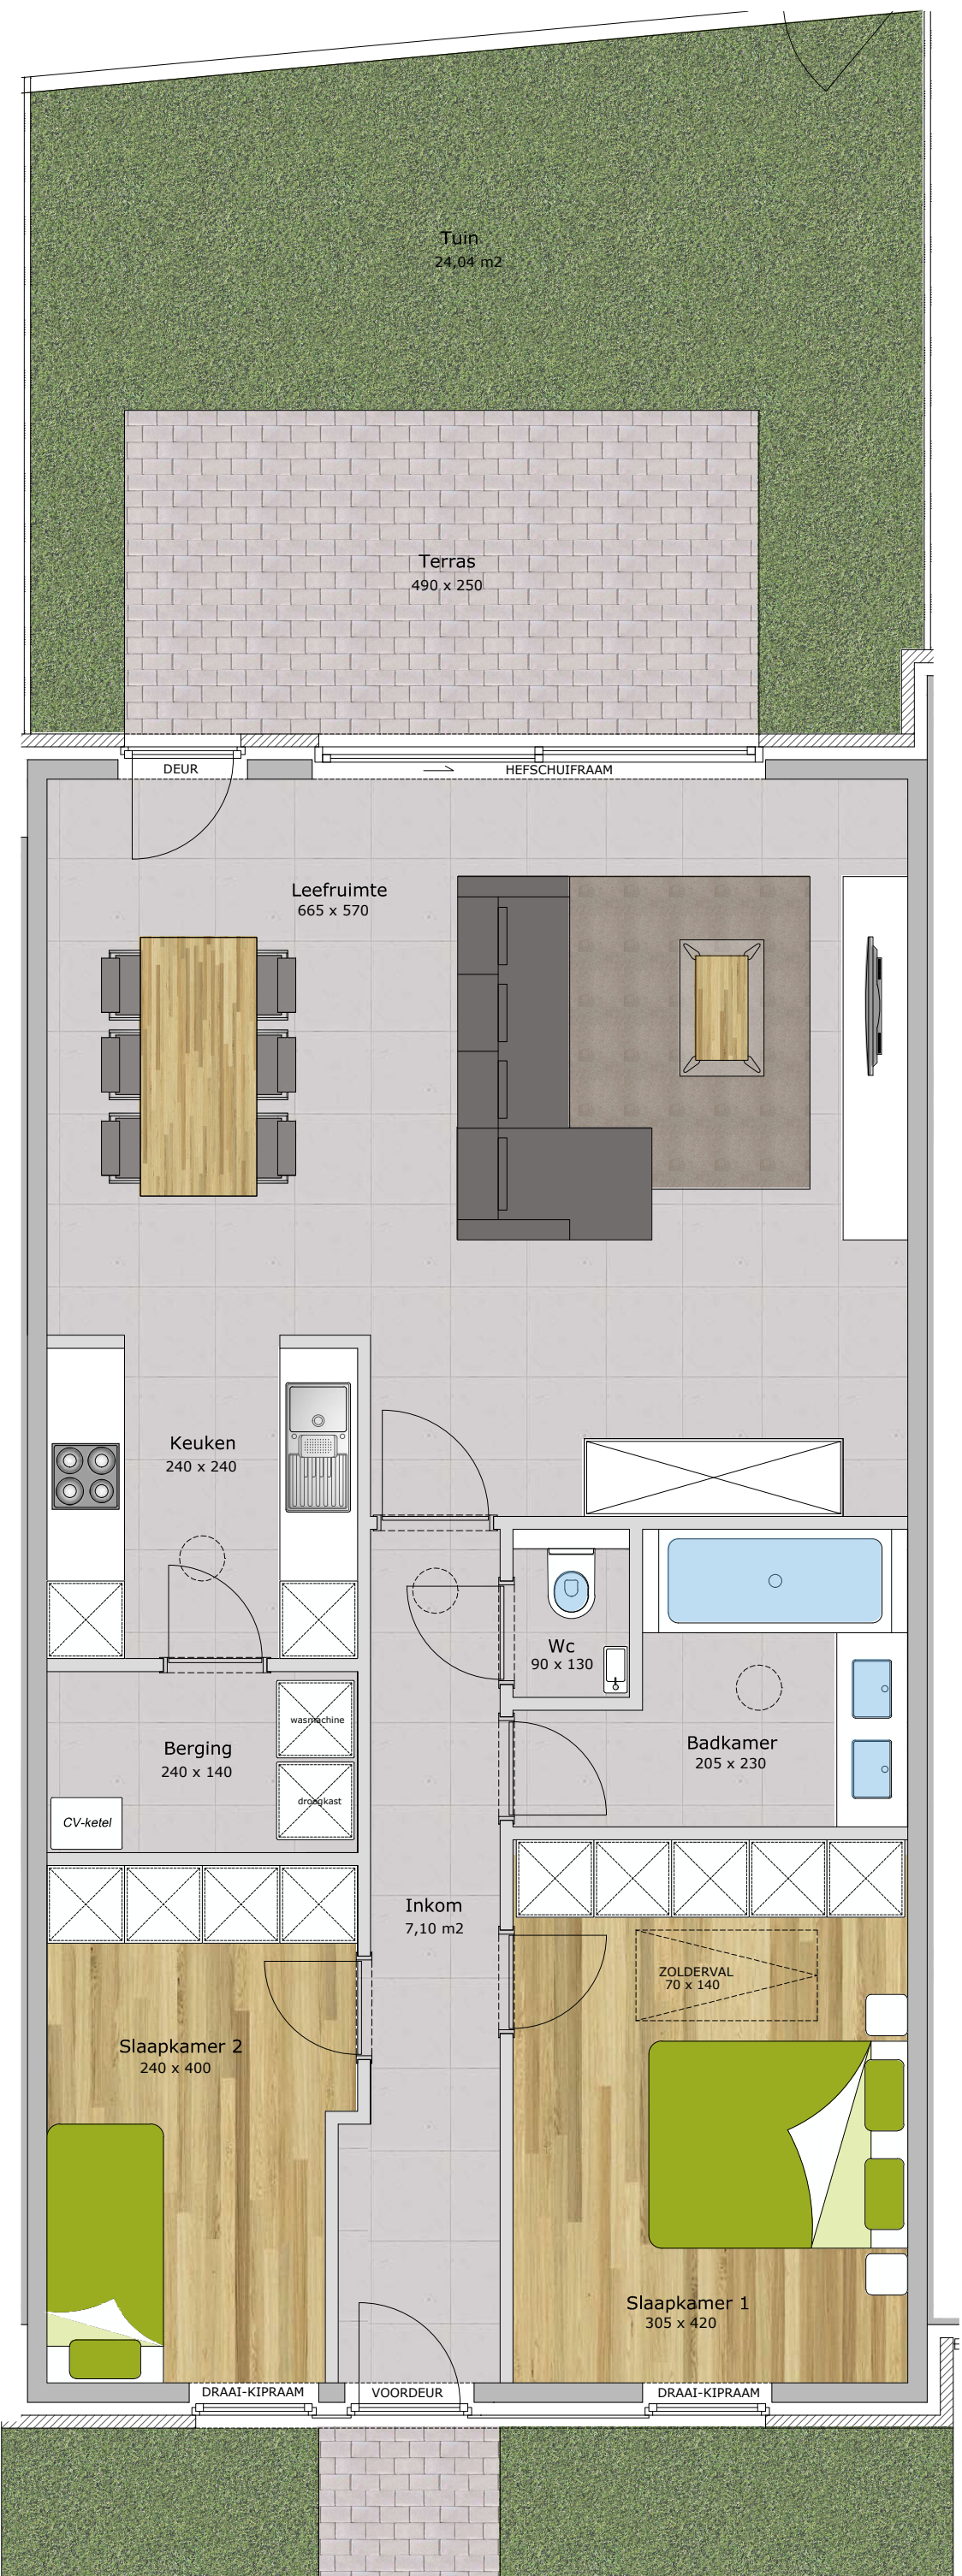 Tuin
24,04 m2
Terras
490 x 250
DEUR
HEFSCHUIFRAAM
Leefruimte
665 x 570
Keuken
240 x 240
Wc
90 x 130
Badkamer
205 x 230
wasmachine
Berging
240 x 140
droogkast
CV-ketel
Inkom
7,10 m2
ZOLDERVAL
70 x 140
Slaapkamer 2
240 x 400
Slaapkamer 1
305 x 420
DRAAI-KIPRAAM
VOORDEUR
DRAAI-KIPRAAM